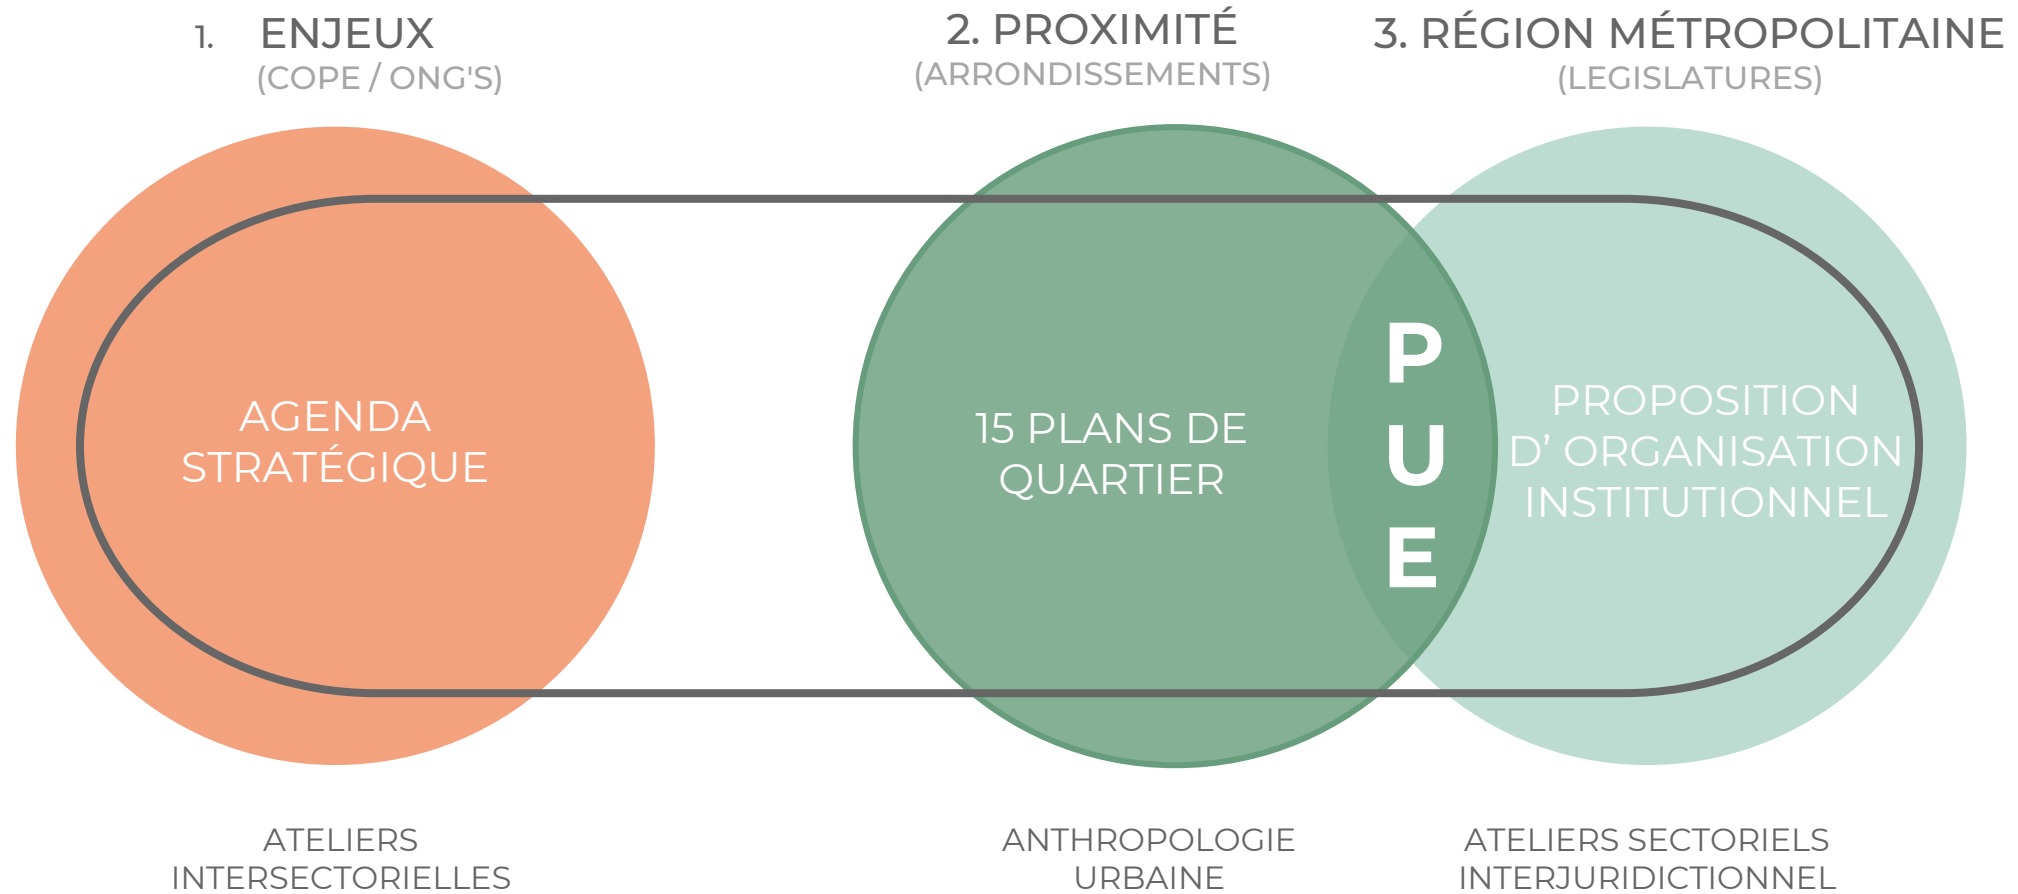 1. ENJEUX
(COPE / ONG'S)
2. PROXIMITÉ
(ARRONDISSEMENTS)
3. RÉGION MÉTROPOLITAINE
(LEGISLATURES)
AGENDA
STRATÉGIQUE
15 PLANS DE
QUARTIER
P
U
E
PROPOSITION
D’ ORGANISATION
INSTITUTIONNEL
ATELIERS
INTERSECTORIELLES
ANTHROPOLOGIE
URBAINE
ATELIERS SECTORIELS
INTERJURIDICTIONNEL